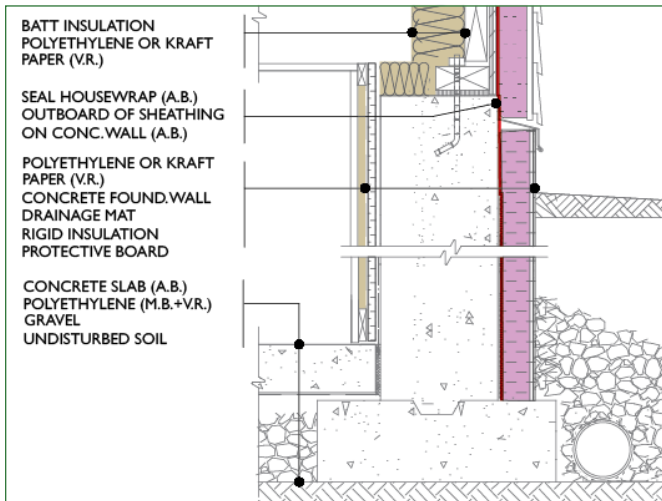 BATT INSULATION
POLYETHYLENE OR KRAFT
PAPER (V.R.)
SEAL HOUSEWRAP (A.B.)
OUTBOARD OF SHEATHING
ON CONC.WALL (A.B.)
POLYETHYLENE OR KRAFT
PAPER (V.R.)
CONCRETE FOUND.WALL
DRAINAGE MAT
RIGID INSULATION
PROTECTIVE BOARD
CONCRETE SLAB (A.B.)
POLYETHYLENE (M.B.+V.R.)
GRAVEL
UNDISTURBED SOIL